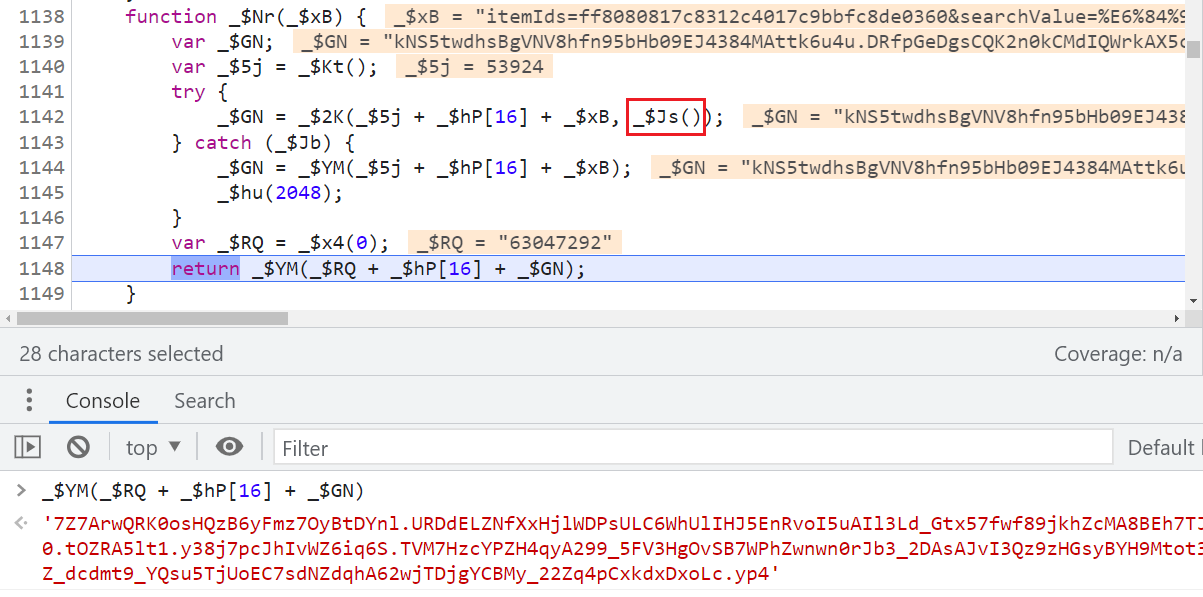 1138 function _$Nr(_$xB) { _$xB = "itemIds=ff8080817c8312c4017c9bbfc8de0360&searchValue=%E6%84%9
1139 var _$GN; _$GN = "kNS5twdhsBgVNV8hfn95bHb09EJ4384MAttk6u4u.DRfpGeDgsCQK2n0kCMdIQWrkAX5
1140 var _$5j = _$Kt(); _$5j = 53924
1141 try {
1142 _$GN = _$2K(_$5j + _$hP[16] + _$xB, _$Js()); _$GN = "kNS5twdhsBgVNV8hfn95bHb09EJ438
1143 } catch (_$Jb) {
1144 _$GN = _$YM(_$5j + _$hP[16] + _$xB); _$GN = "kNS5twdhsBgVNV8hfn95bHb09EJ4384MAttk6u
1145 _$hu(2048);
1146 }
1147 var _$RQ = _$x4(0); _$RQ = "63047292"
1148 return _$YM(_$RQ + _$hP[16] + _$GN);
1149 }
28 characters selected Coverage: n/a
Console Search
top ▼ Filter Default
> _$YM(_$RQ + _$hP[16] + _$GN)
'7Z7ArwQRK0osHQzB6yFmz7OyBtDYnl.URDdELZNfXxHjlWDPsULC6WhUlIHJ5EnRvoI5uAIl3Ld_Gtx57fwf89jkhZcMA8BEh7TJ
0.tOZRA5lt1.y38j7pcJhIvWZ6iq6S.TVM7HzcYPZH4qyA299_5FV3HgOvSB7WPhZwnwn0rJb3_2DAsAJvI3Qz9zHGsyBYH9Mtot3
Z_dcdmt9_YQsu5TjUoEC7sdNZdqhA62wjTDjgYCBMy_22Zq4pCxkdxDxoLc.yp4'